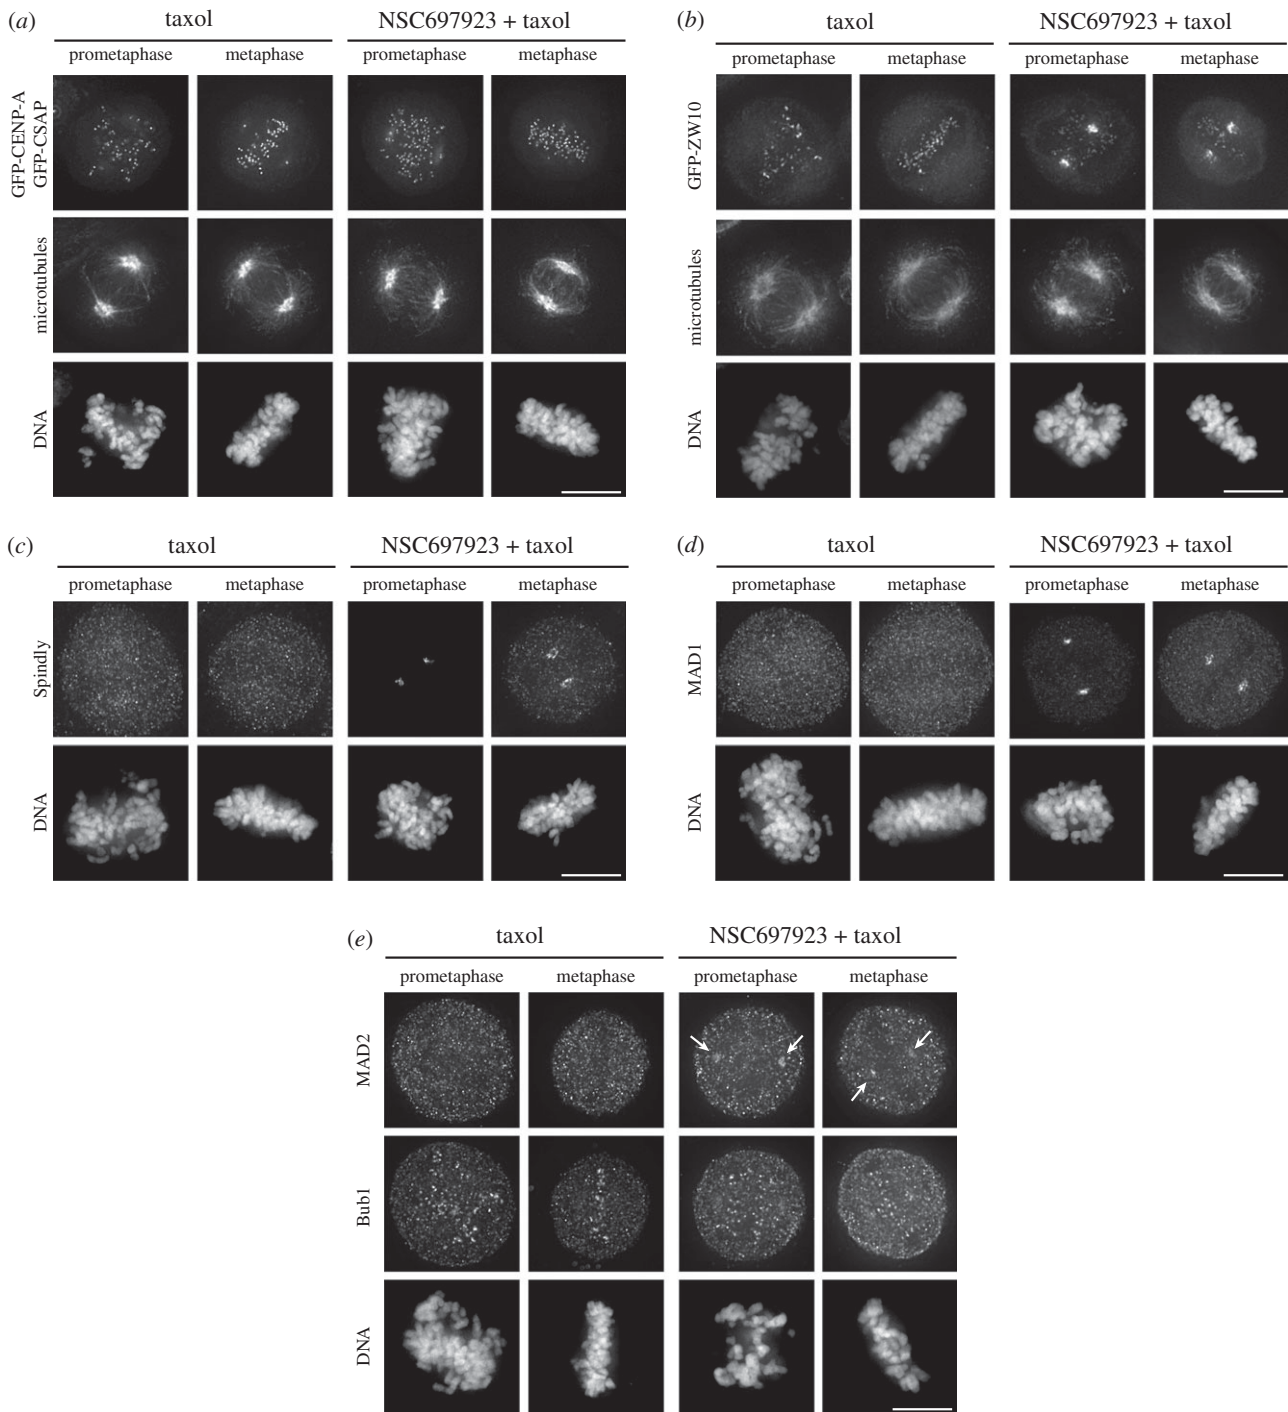 (a)
taxol
NSC697923 + taxol
prometaphase
metaphase
prometaphase
metaphase
GFP-CENP-A
GFP-CSAP
microtubules
DNA
(b)
taxol
NSC697923 + taxol
prometaphase
metaphase
prometaphase
metaphase
GFP-ZW10
microtubules
DNA
(c)
taxol
NSC697923 + taxol
prometaphase
metaphase
prometaphase
metaphase
Spindly
DNA
(d)
taxol
NSC697923 + taxol
prometaphase
metaphase
prometaphase
metaphase
MAD1
DNA
(e)
taxol
NSC697923 + taxol
prometaphase
metaphase
prometaphase
metaphase
MAD2
Bub1
DNA